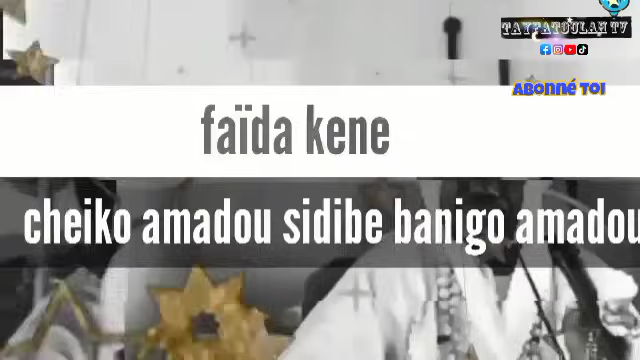 TAYFATOULAH TV
ABONNÉ TOI
faïda kene
cheiko amadou sidibe banigo amadou